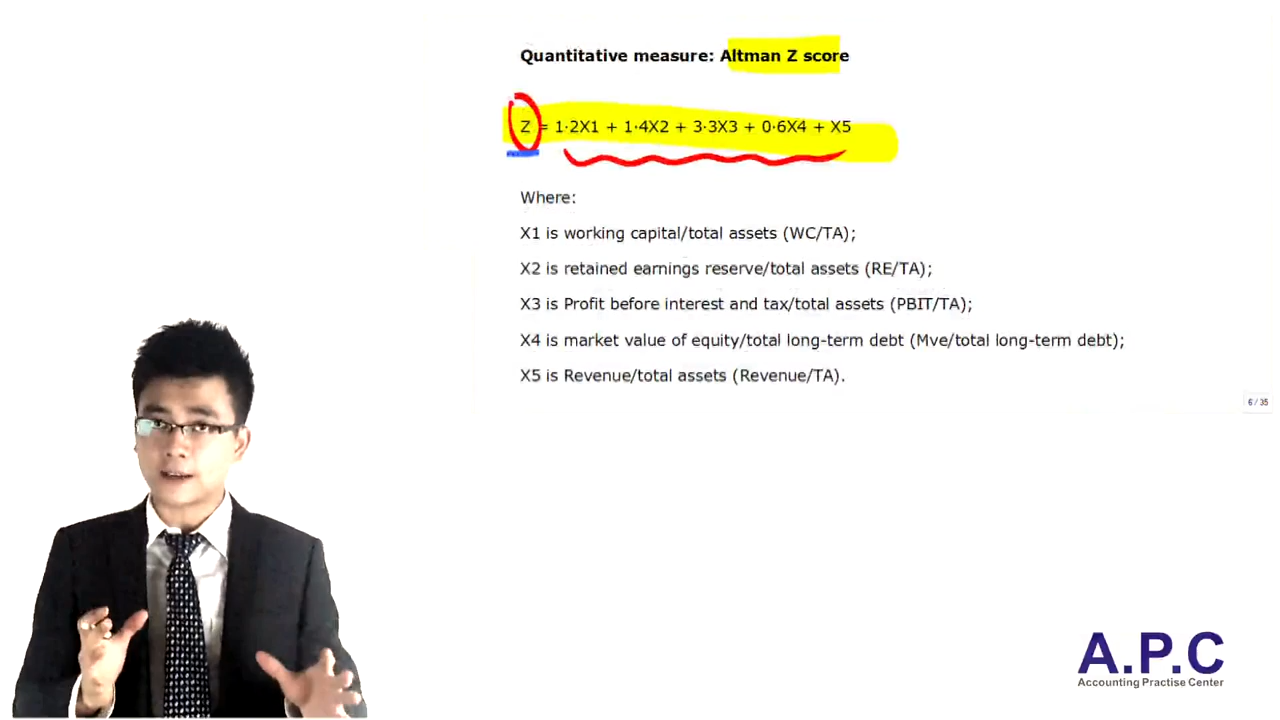 Quantitative measure: Altman Z score
Z = 1·2X1 + 1·4X2 + 3·3X3 + 0·6X4 + X5
Where:
X1 is working capital/total assets (WC/TA);
X2 is retained earnings reserve/total assets (RE/TA);
X3 is Profit before interest and tax/total assets (PBIT/TA);
X4 is market value of equity/total long-term debt (Mve/total long-term debt);
X5 is Revenue/total assets (Revenue/TA).
6 / 35
A.P.C
Accounting Practise Center